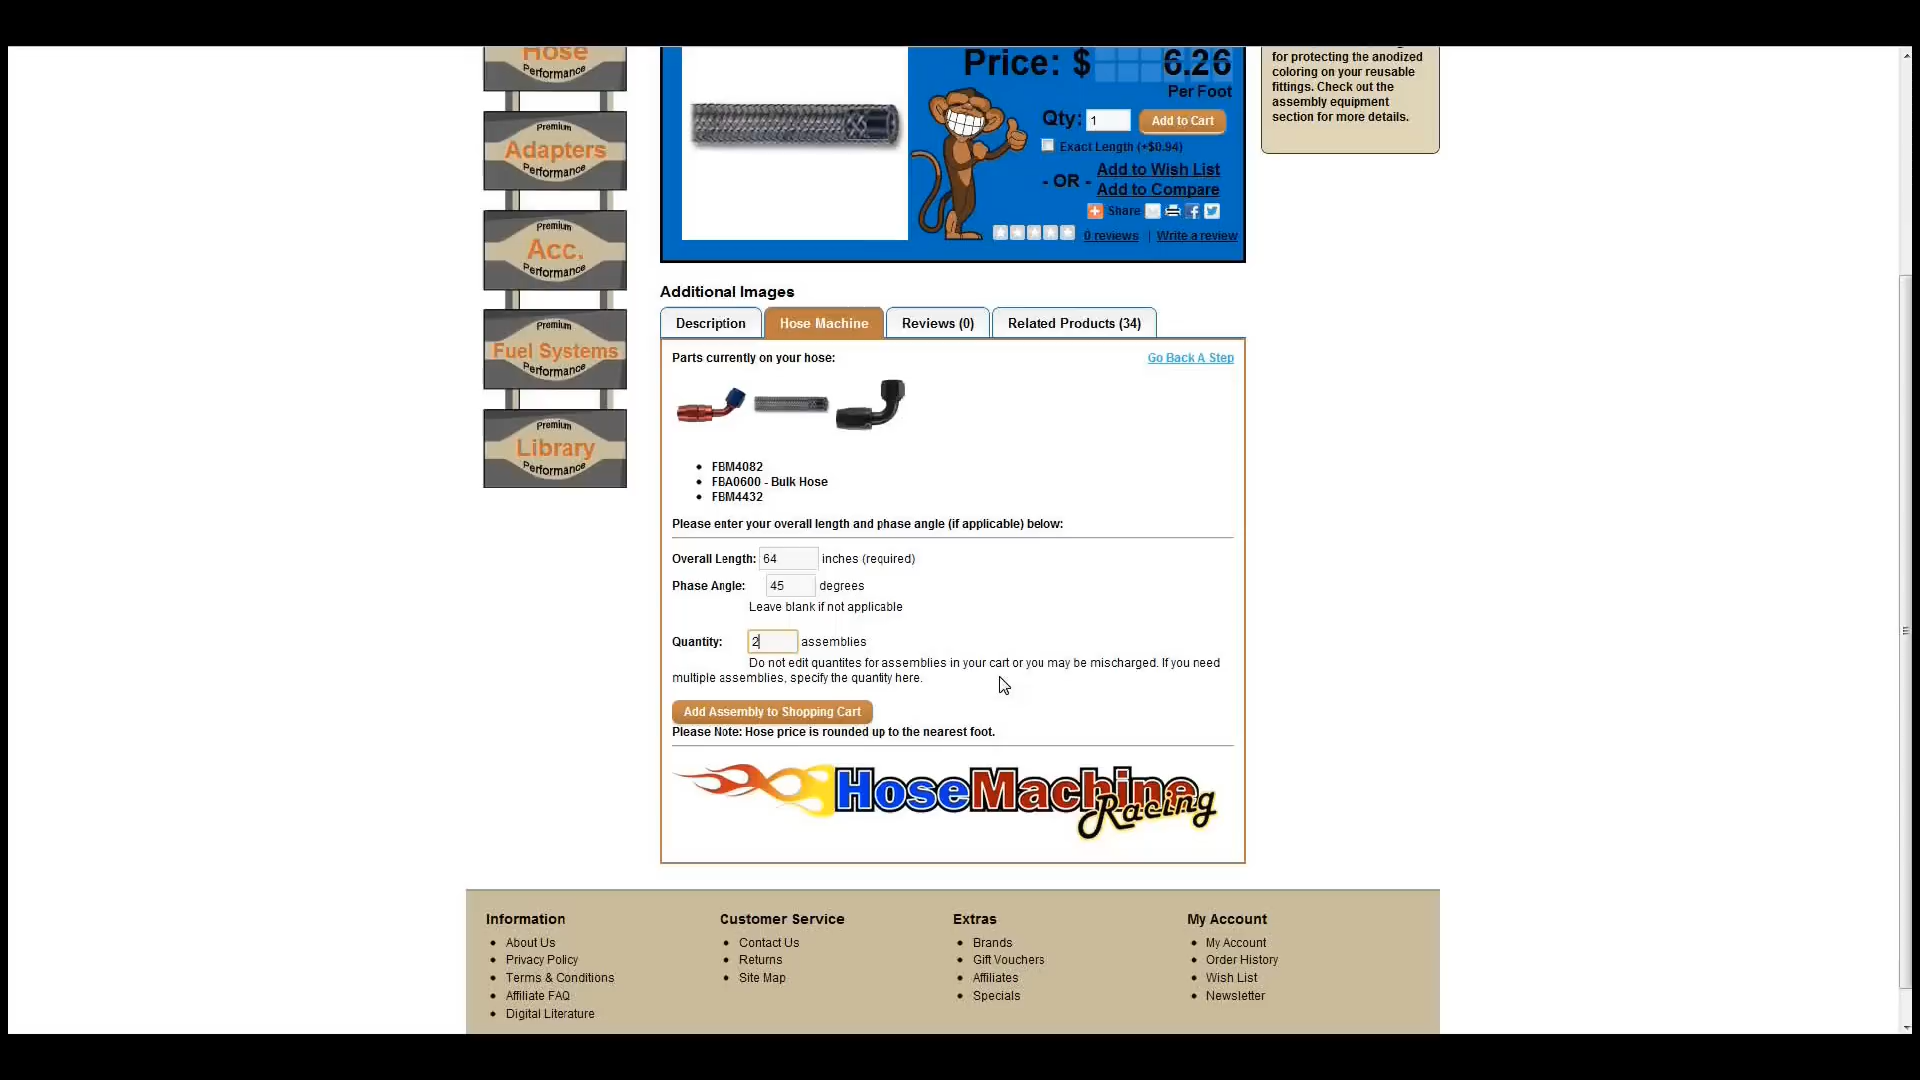 Hose
Performance
Premium
Adapters
Performance
Premium
Acc.
Performance
Premium
Fuel Systems
Performance
Premium
Library
Performance
Price: $ 6.26
Per Foot
Qty: 1 Add to Cart
Exact Length (+$0.94)
- OR - Add to Wish List
Add to Compare
Share
0 reviews | Write a review
for protecting the anodized
coloring on your reusable
fittings. Check out the
assembly equipment
section for more details.
Additional Images
Description Hose Machine Reviews (0) Related Products (34)
Parts currently on your hose: Go Back A Step
• FBM4082
• FBA0600 - Bulk Hose
• FBM4432
Please enter your overall length and phase angle (if applicable) below:
Overall Length: 64 inches (required)
Phase Angle: 45 degrees
Leave blank if not applicable
Quantity: 2 assemblies
Do not edit quantites for assemblies in your cart or you may be mischarged. If you need
multiple assemblies, specify the quantity here.
Add Assembly to Shopping Cart
Please Note: Hose price is rounded up to the nearest foot.
HoseMachine
Racing
Information
• About Us
• Privacy Policy
• Terms & Conditions
• Affiliate FAQ
• Digital Literature
Customer Service
• Contact Us
• Returns
• Site Map
Extras
• Brands
• Gift Vouchers
• Affiliates
• Specials
My Account
• My Account
• Order History
• Wish List
• Newsletter